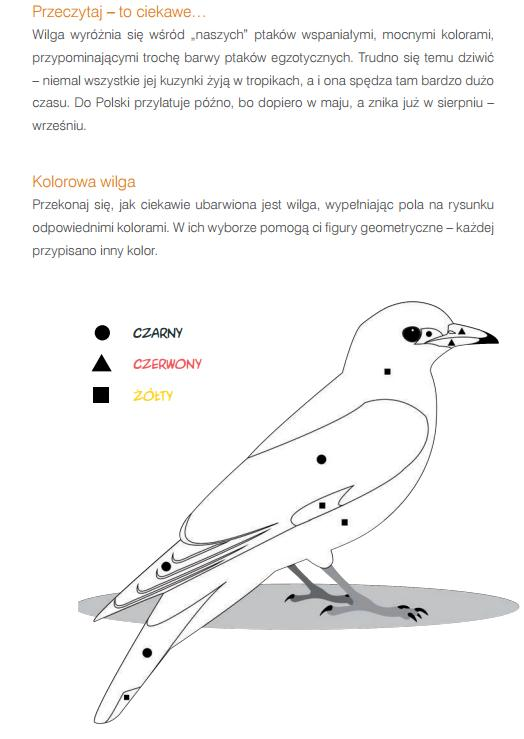 Przeczytaj – to ciekawe…
Wilga wyróżnia się wśród „naszych” ptaków wspaniałymi, mocnymi kolorami,
przypominającymi trochę barwy ptaków egzotycznych. Trudno się temu dziwić
– niemal wszystkie jej kuzynki żyją w tropikach, a i ona spędza tam bardzo dużo
czasu. Do Polski przylatuje późno, bo dopiero w maju, a znika już w sierpniu –
wrześniu.
Kolorowa wilga
Przekonaj się, jak ciekawie ubarwiona jest wilga, wypełniając pola na rysunku
odpowiednimi kolorami. W ich wyborze pomogą ci figury geometryczne – każdej
przypisano inny kolor.
CZARNY
CZERWONY
ŻÓŁTY